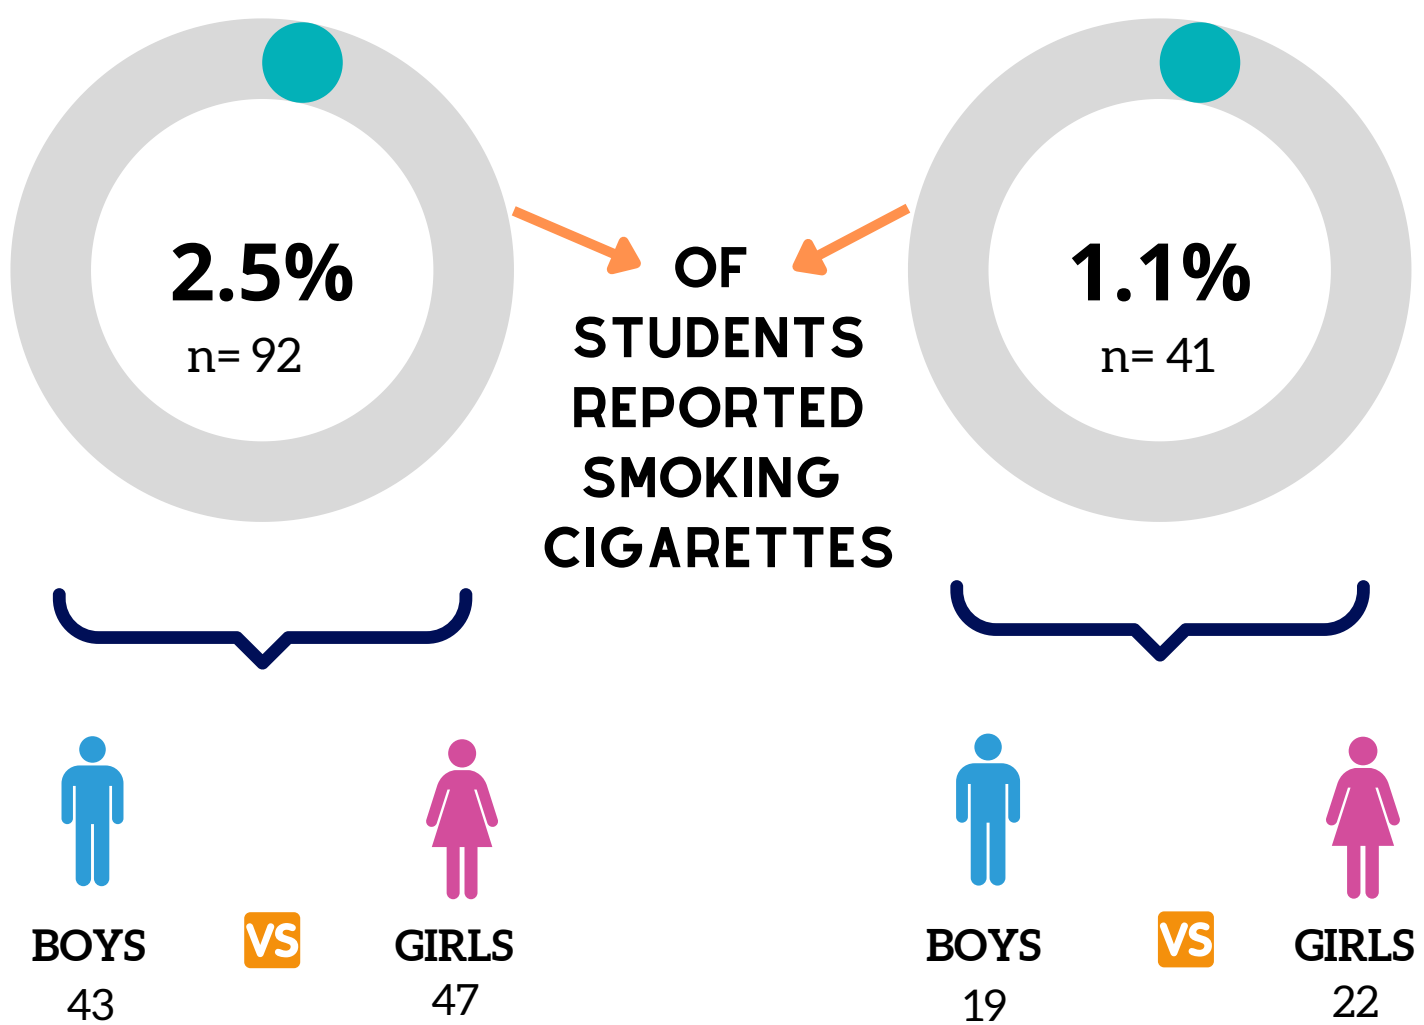 2.5%
n= 92
OF
STUDENTS
REPORTED
SMOKING
CIGARETTES
1.1%
n= 41
BOYS
VS
GIRLS
43
47
BOYS
VS
GIRLS
19
22